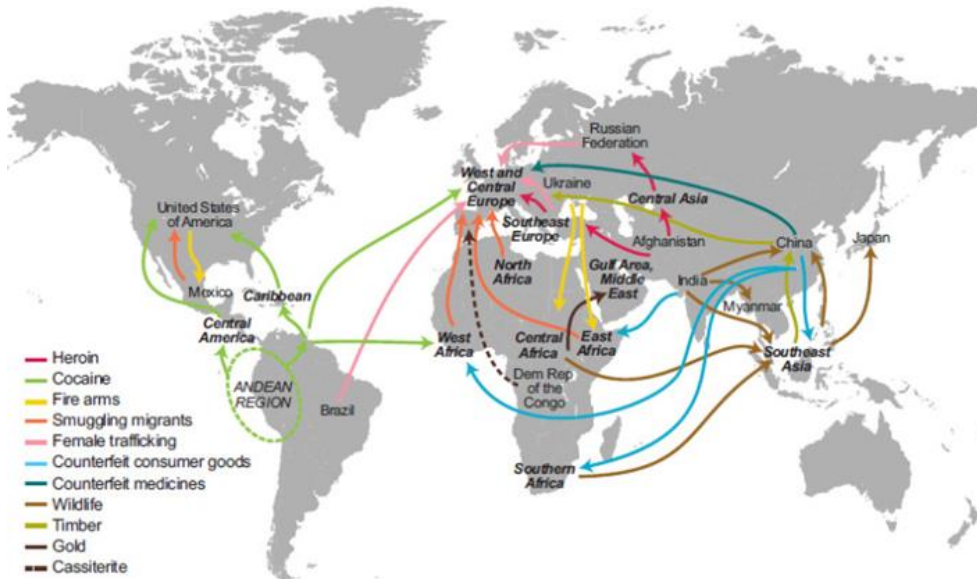 Russian
Federation
West and
Central
Europe
Ukraine
United States
of America
Central Asia
Southeast
Europe
Afghanistan
China
Japan
North
Africa
Gulf Area,
Middle
East
India
Mexico
Caribbean
Myanmar
Central
America
West
Africa
Central
Africa
East
Africa
Southeast
Asia
ANDEAN
REGION
Brazil
Dem Rep
of the
Congo
Southern
Africa
Heroin
Cocaine
Fire arms
Smuggling migrants
Female trafficking
Counterfeit consumer goods
Counterfeit medicines
Wildlife
Timber
Gold
Cassiterite